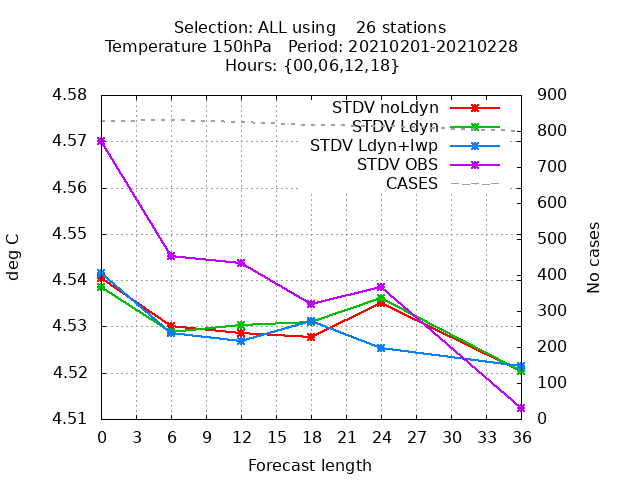 Selection: ALL using    26 stations
Temperature 150hPa   Period: 20210201-20210228
Hours: {00,06,12,18}
STDV noLdyn
STDV Ldyn
STDV Ldyn+lwp
STDV OBS
CASES
4.58
4.57
4.56
4.55
4.54
4.53
4.52
4.51
deg C
900
800
700
600
500
400
300
200
100
0
No cases
0 3 6 9 12 15 18 21 24 27 30 33 36
Forecast length